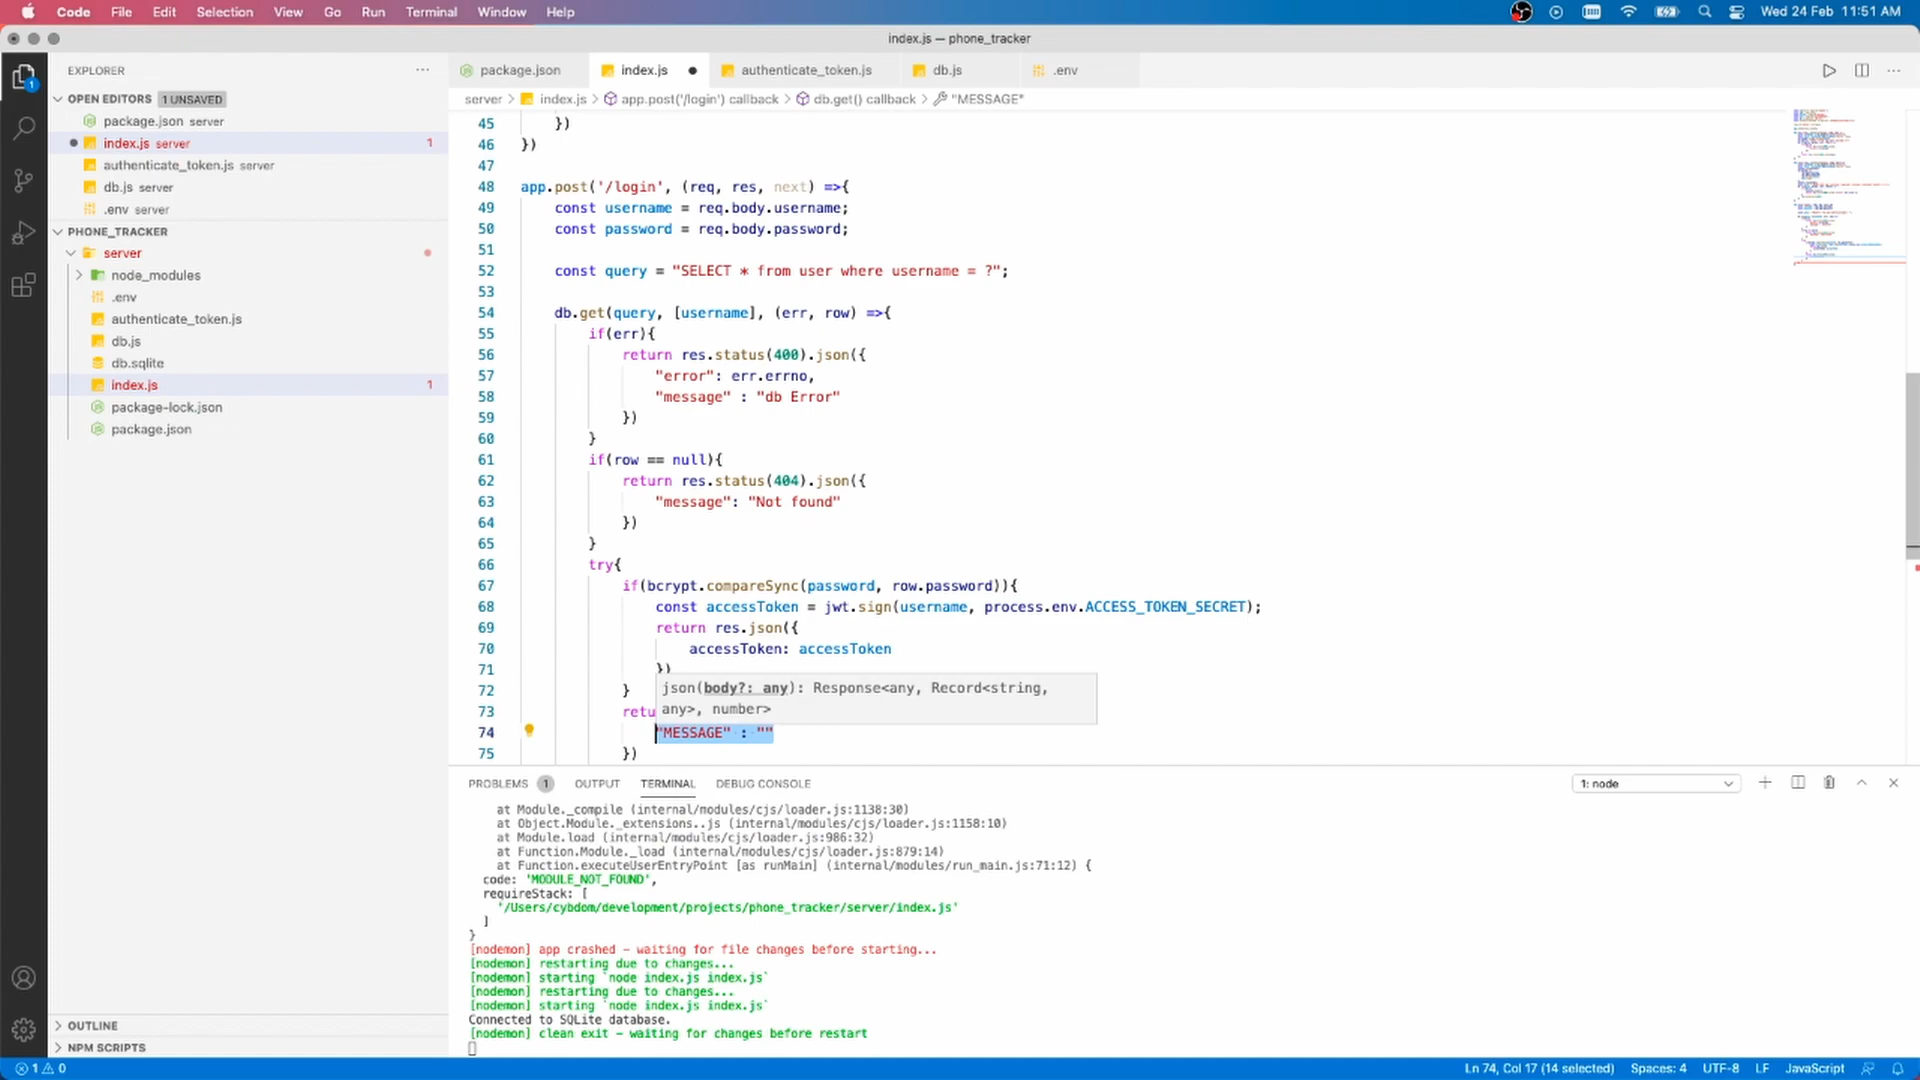 Code File Edit Selection View Go Run Terminal Window Help Wed 24 Feb 11:51 AM
index.js — phone_tracker
EXPLORER
package.json index.js authenticate_token.js db.js .env
OPEN EDITORS 1 UNSAVED
server > index.js > app.post('/login') callback > db.get() callback > "MESSAGE"
package.json server
index.js server 1
authenticate_token.js server
db.js server
.env server
PHONE_TRACKER
server
node_modules
.env
authenticate_token.js
db.js
db.sqlite
index.js 1
package-lock.json
package.json
OUTLINE
NPM SCRIPTS
45 })
46 })
47
48 app.post('/login', (req, res, next) =>{
49 const username = req.body.username;
50 const password = req.body.password;
51
52 const query = "SELECT * from user where username = ?";
53
54 db.get(query, [username], (err, row) =>{
55 if(err){
56 return res.status(400).json({
57 "error": err.errno,
58 "message" : "db Error"
59 })
60 }
61 if(row == null){
62 return res.status(404).json({
63 "message": "Not found"
64 })
65 }
66 try{
67 if(bcrypt.compareSync(password, row.password)){
68 const accessToken = jwt.sign(username, process.env.ACCESS_TOKEN_SECRET);
69 return res.json({
70 accessToken: accessToken
71 })
72 }
json(body?: any): Response<any, Record<string,
any>, number>
73 retu
74 "MESSAGE" : ""
75 })
PROBLEMS 1 OUTPUT TERMINAL DEBUG CONSOLE 1: node
at Module._compile (internal/modules/cjs/loader.js:1138:30)
at Object.Module._extensions..js (internal/modules/cjs/loader.js:1158:10)
at Module.load (internal/modules/cjs/loader.js:986:32)
at Function.Module._load (internal/modules/cjs/loader.js:879:14)
at Function.executeUserEntryPoint [as runMain] (internal/modules/run_main.js:71:12) {
code: 'MODULE_NOT_FOUND',
requireStack: [
'/Users/cybdom/development/projects/phone_tracker/server/index.js'
]
}
[nodemon] app crashed - waiting for file changes before starting...
[nodemon] restarting due to changes...
[nodemon] starting `node index.js index.js`
[nodemon] restarting due to changes...
[nodemon] starting `node index.js index.js`
Connected to SQLite database.
[nodemon] clean exit - waiting for changes before restart
1 0 Ln 74, Col 17 (14 selected) Spaces: 4 UTF-8 LF JavaScript